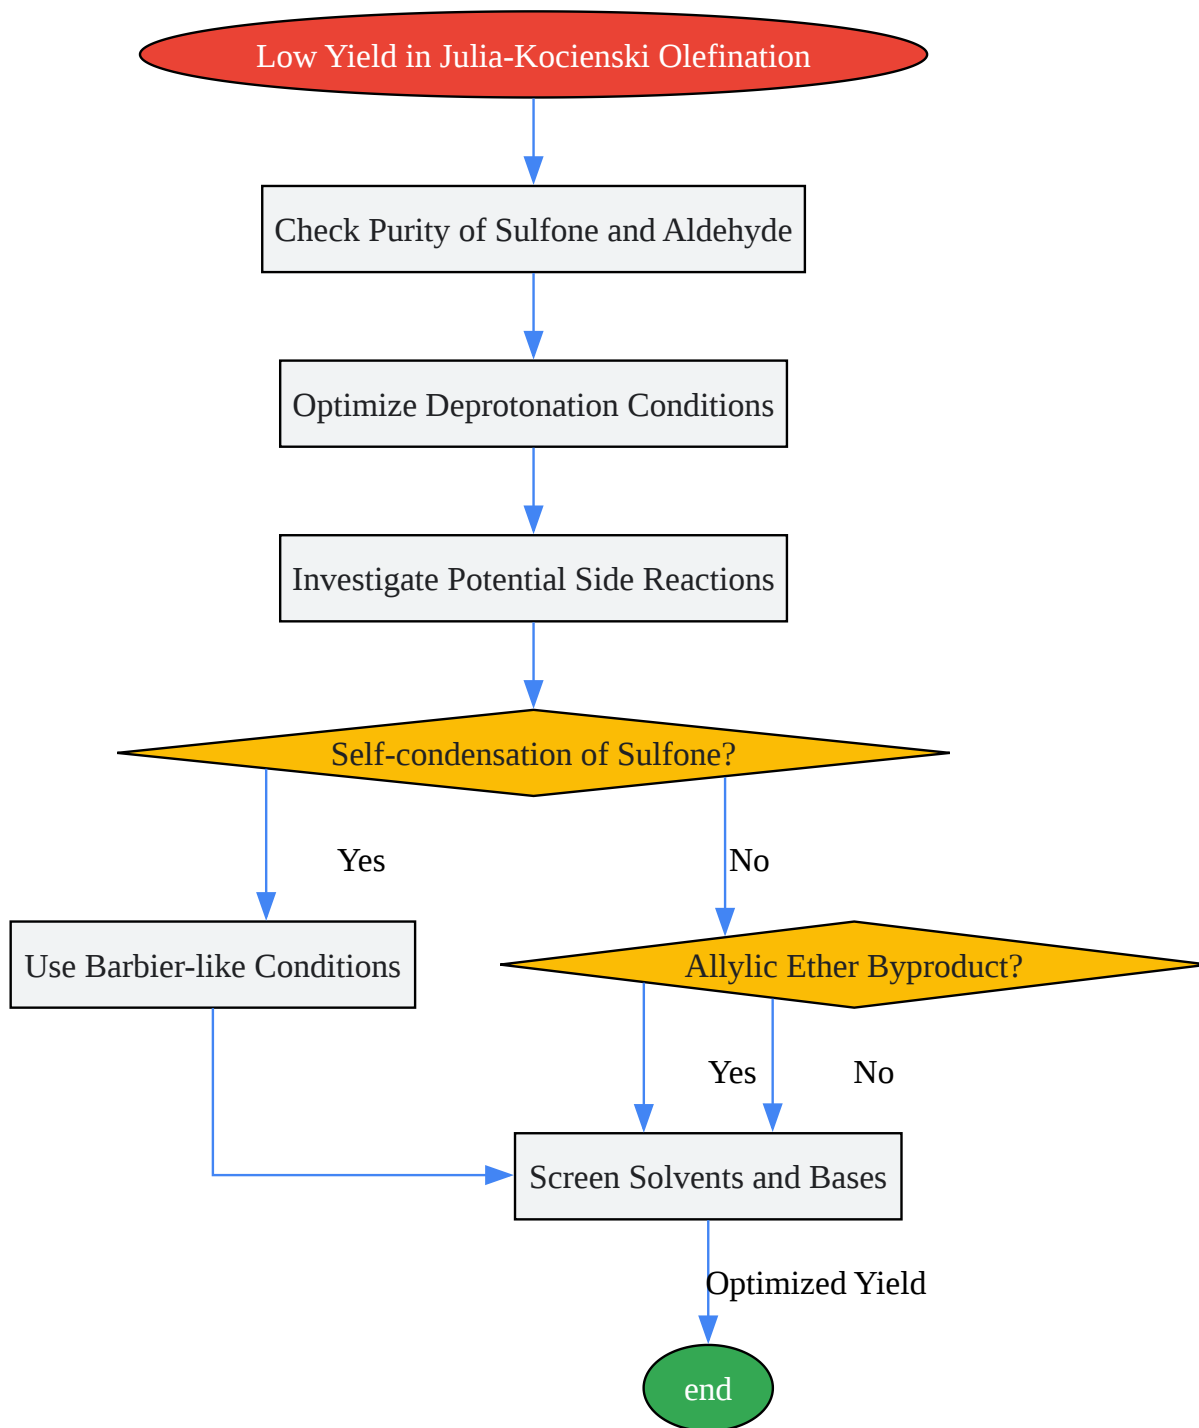 Low Yield in Julia-Kocienski Olefination
Check Purity of Sulfone and Aldehyde
Optimize Deprotonation Conditions
Investigate Potential Side Reactions
Self-condensation of Sulfone?
Yes
No
Use Barbier-like Conditions
Allylic Ether Byproduct?
Yes
No
Screen Solvents and Bases
Optimized Yield
end